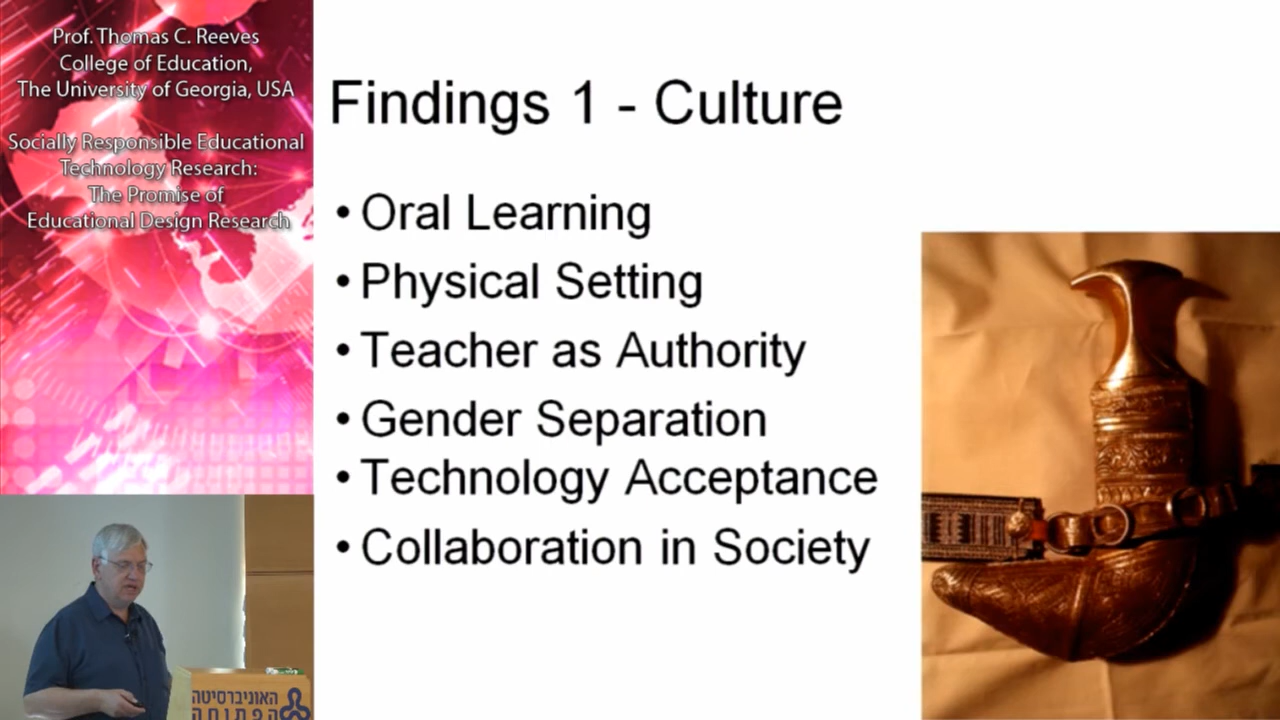 Prof. Thomas C. Reeves
College of Education,
The University of Georgia, USA
Socially Responsible Educational
Technology Research:
The Promise of
Educational Design Research
Findings 1 - Culture
• Oral Learning
• Physical Setting
• Teacher as Authority
• Gender Separation
• Technology Acceptance
• Collaboration in Society
האוניברסיטה
הפתוחה